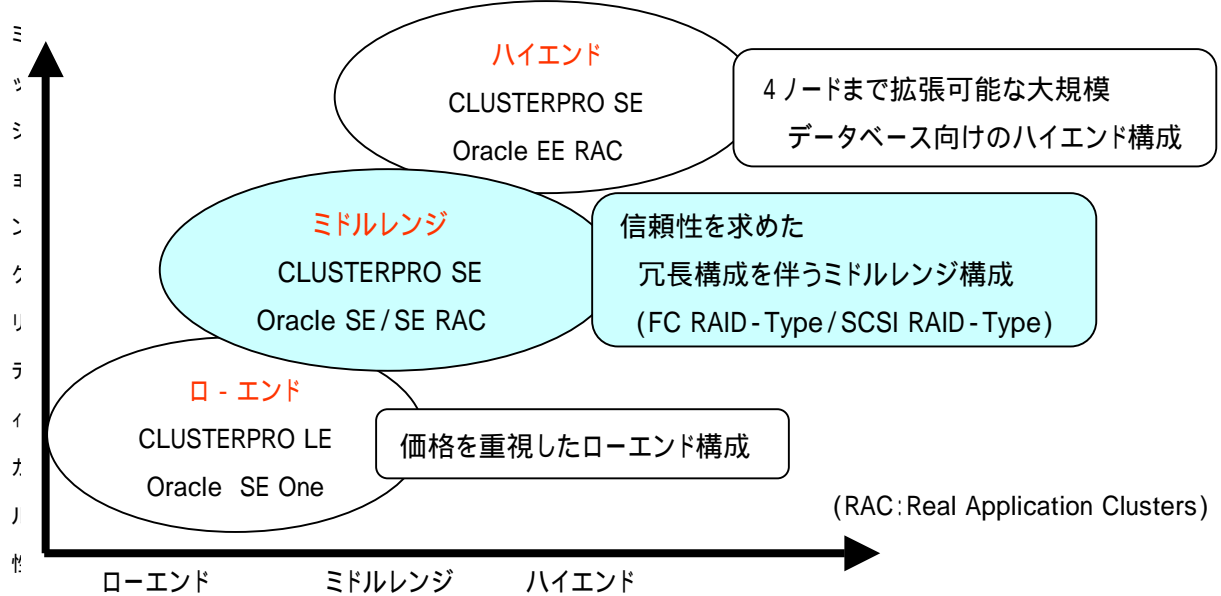 ミッションクリティカル性
ハイエンド
CLUSTERPRO SE
Oracle EE RAC
4ノードまで拡張可能な大規模
データベース向けのハイエンド構成
ミドルレンジ
CLUSTERPRO SE
Oracle SE/SE RAC
信頼性を求めた
冗長構成を伴うミドルレンジ構成
(FC RAID-Type/SCSI RAID-Type)
ロ-エンド
CLUSTERPRO LE
Oracle SE One
価格を重視したローエンド構成
(RAC:Real Application Clusters)
ローエンド ミドルレンジ ハイエンド